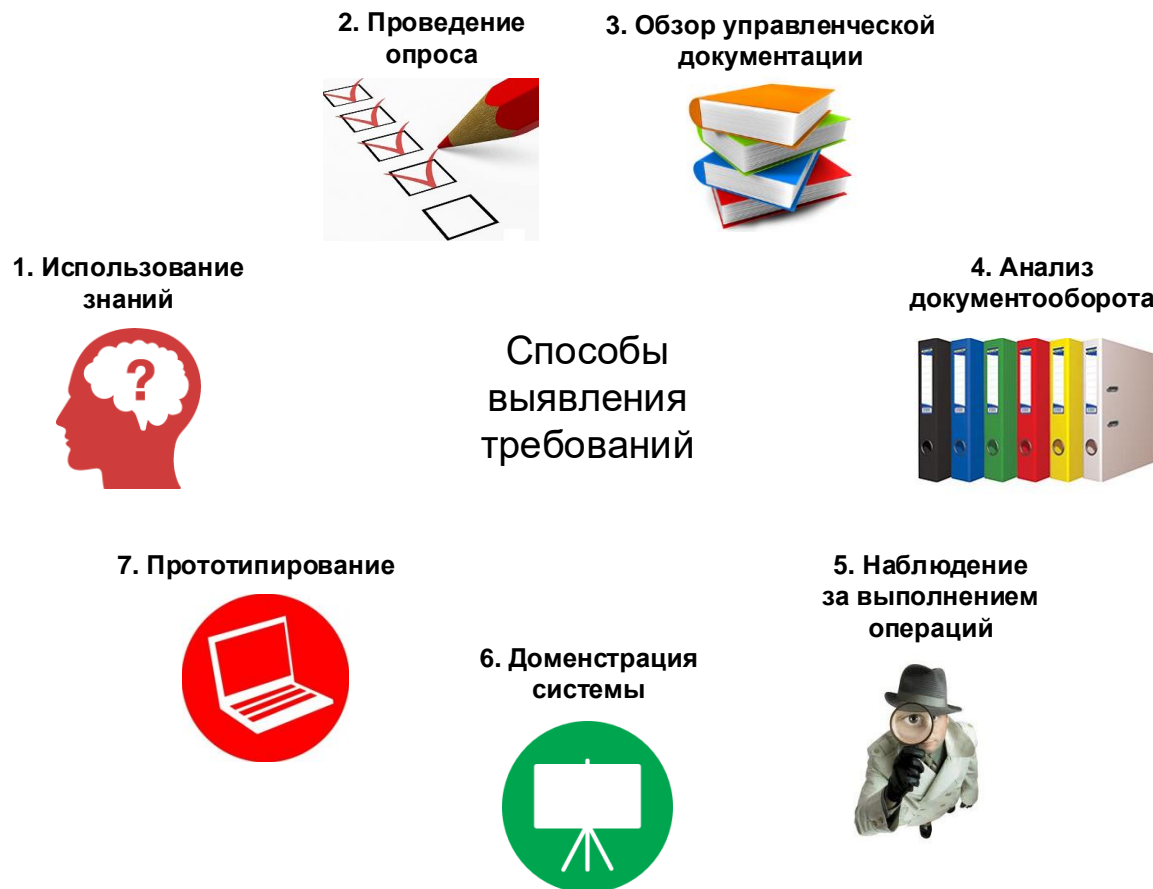 2. Проведение
опроса
3. Обзор управленческой
документации
1. Использование
знаний
?
4. Анализ
документооборота
Способы
выявления
требований
7. Прототипирование
5. Наблюдение
за выполнением
операций
6. Доменстрация
системы